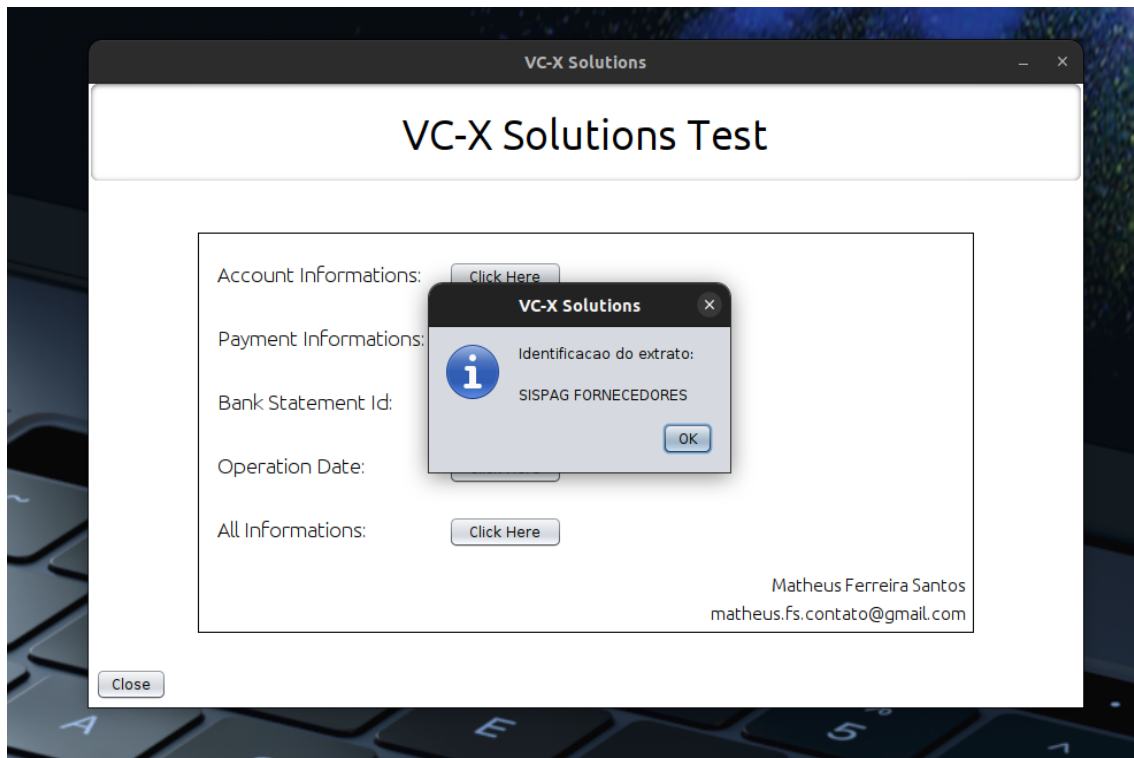 VC-X Solutions
VC-X Solutions Test
Account Informations:
Click Here
VC-X Solutions
Payment Informations:
Identificacao do extrato:
SISPAG FORNECEDORES
Bank Statement Id:
OK
Operation Date:
All Informations:
Click Here
Matheus Ferreira Santos
matheus.fs.contato@gmail.com
Close
A
E
5